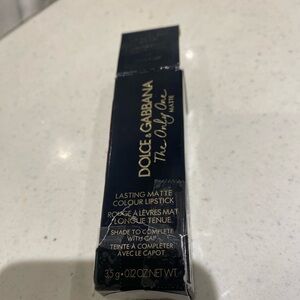 DOLCE & GABBANA
The Only One
MATTE
LASTING MATTE
COLOUR LIPSTICK
ROUGE À LÈVRES MAT
LONGUE TENUE
SHADE TO COMPLETE
WITH CAP
TEINTE À COMPLÉTER
AVEC LE CAPOT
3.5 g • 0.12 OZ NET WT